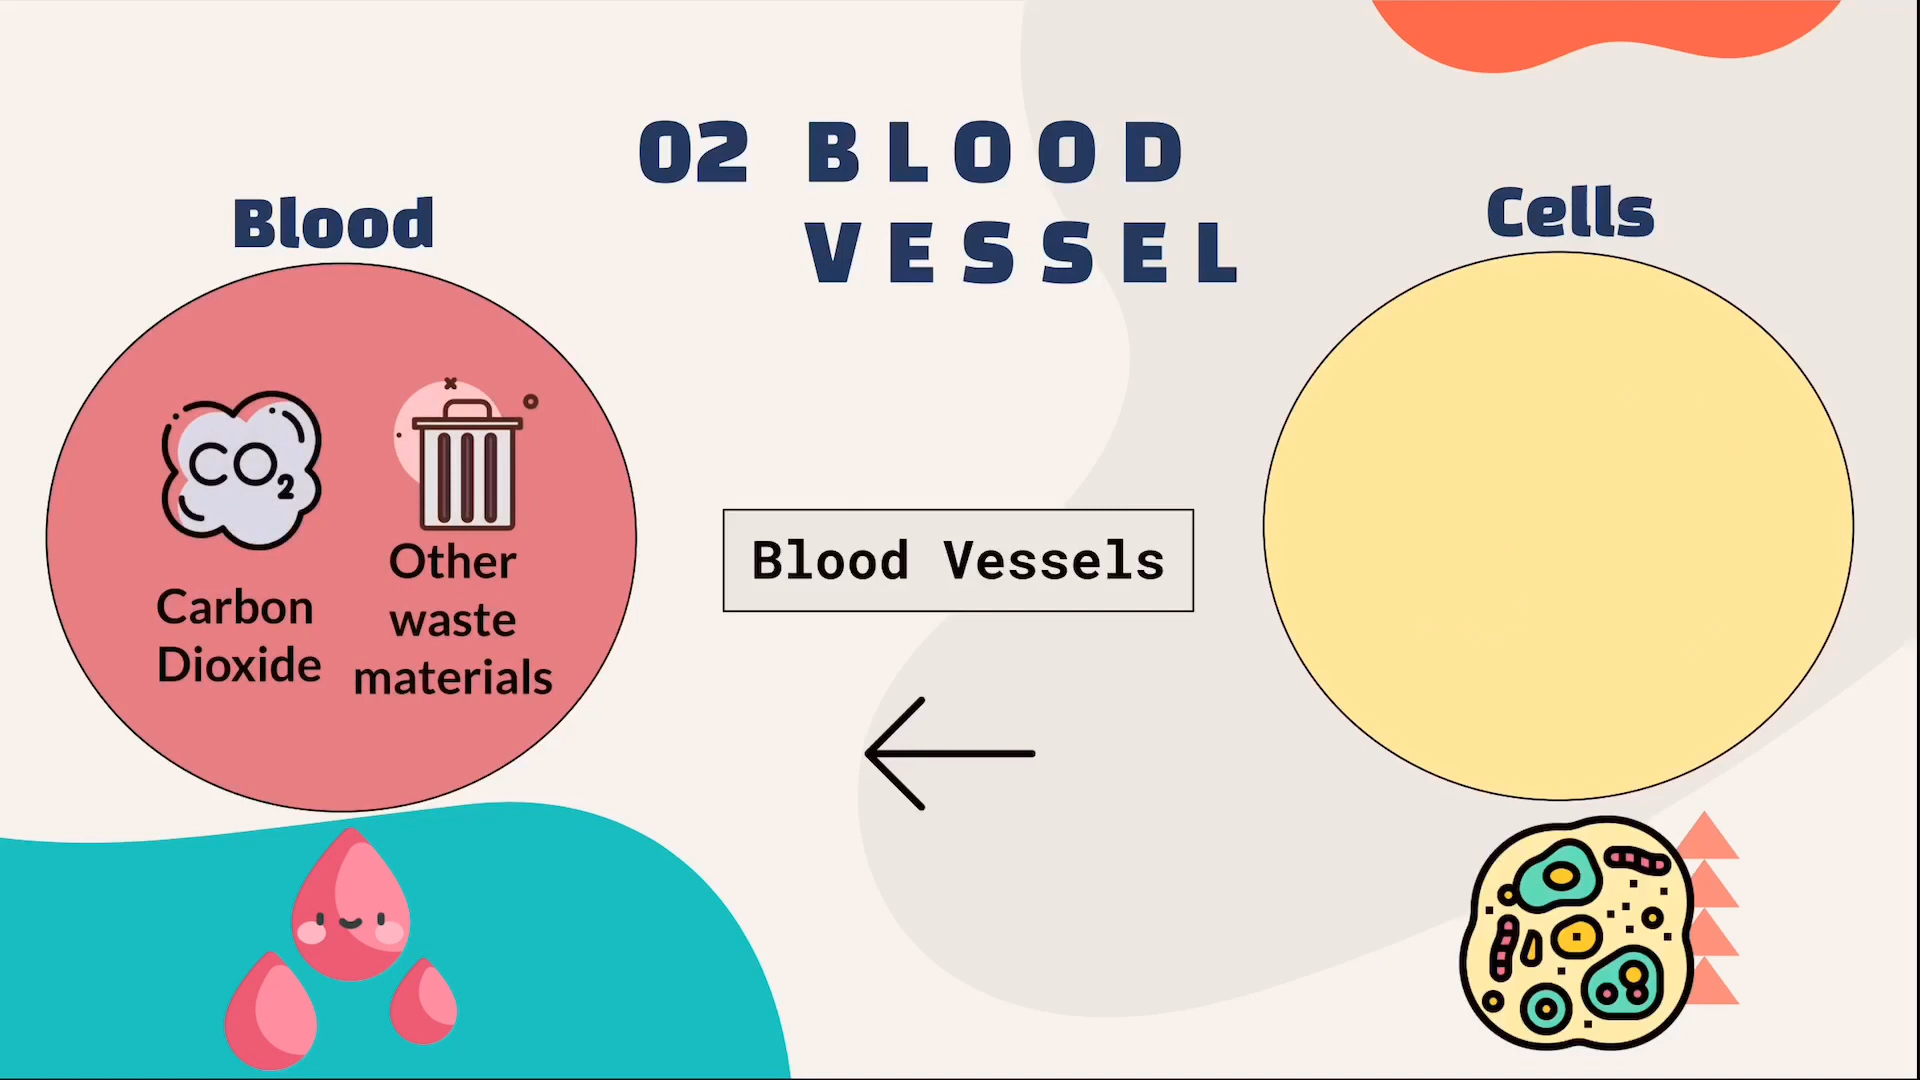 02 BLOOD
VESSEL
Blood
Cells
CO2
Carbon
Dioxide
Other
waste
materials
Blood Vessels